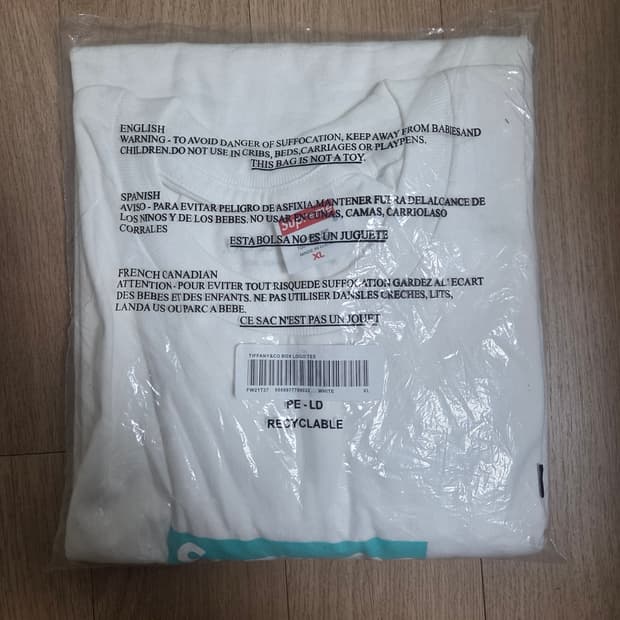 ENGLISH
WARNING - TO AVOID DANGER OF SUFFOCATION, KEEP AWAY FROM BABIESAND
CHILDREN.DO NOT USE IN CRIBS, BEDS,CARRIAGES OR PLAYPENS.
THIS BAG IS NOT A TOY.
SPANISH
AVISO - PARA EVITAR PELIGRO DE ASFIXIA,MANTENER FUERA DELALCANCE DE
LOS NINOS Y DE LOS BEBES. NO USAR EN CUNAS, CAMAS, CARRIOLASO
CORRALES
Supreme
ESTA BOLSA NO ES UN JUGUETE
XL
FRENCH CANADIAN
ATTENTION - POUR EVITER TOUT RISQUEDE SUFFOCATION GARDEZ AL'ECART
DES BEBES ET DES ENFANTS. NE PAS UTILISER DANSLES CRECHES, LITS,
LANDA US OU PARC A BEBE.
CE SAC N'EST PAS UN JOUET
TIFFANY&CO BOX LOGO TEE
FW21T37 WHITE XL
PE - LD
RECYCLABLE